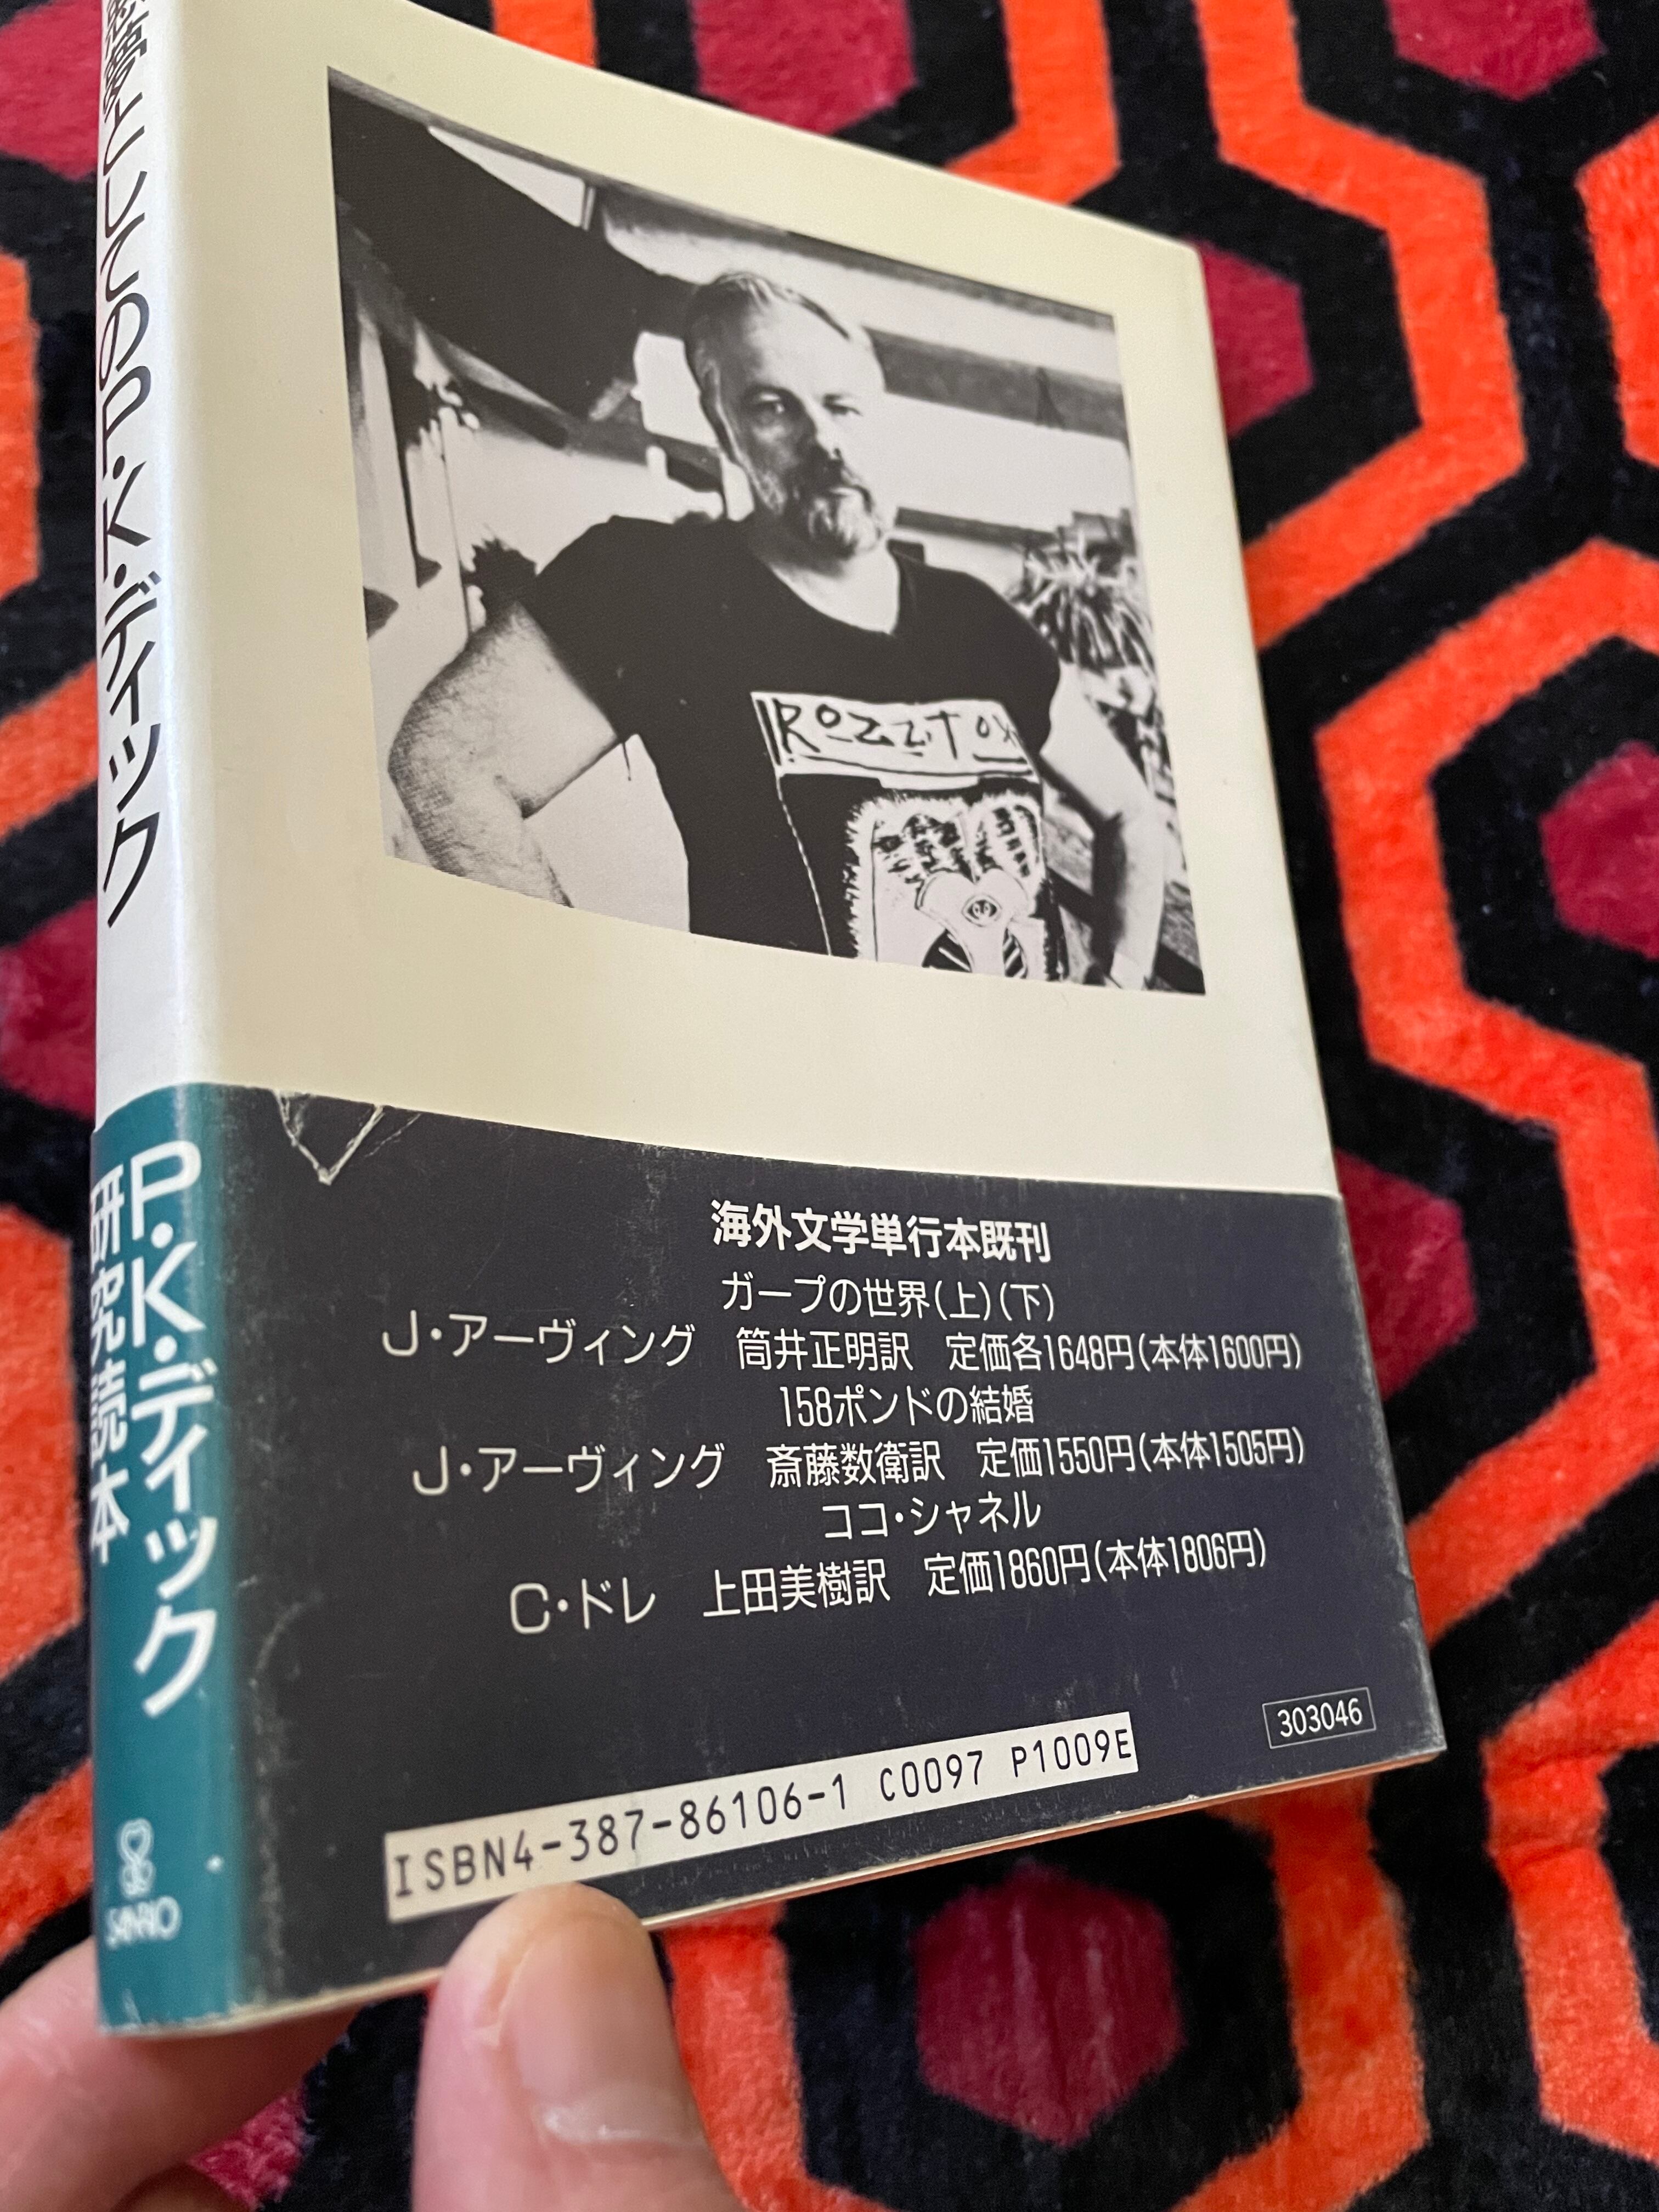 としてのP・K・ディック
P・K・ディック
研究読本
SANRIO
ROZZTOX
海外文学単行本既刊
ガープの世界(上)(下)
J・アーヴィング 筒井正明訳 定価各1648円(本体1600円)
158ポンドの結婚
J・アーヴィング 斎藤数衛訳 定価1550円(本体1505円)
ココ・シャネル
C・ドレ 上田美樹訳 定価1860円(本体1806円)
303046
ISBN4-387-86106-1 C0097 P1009E